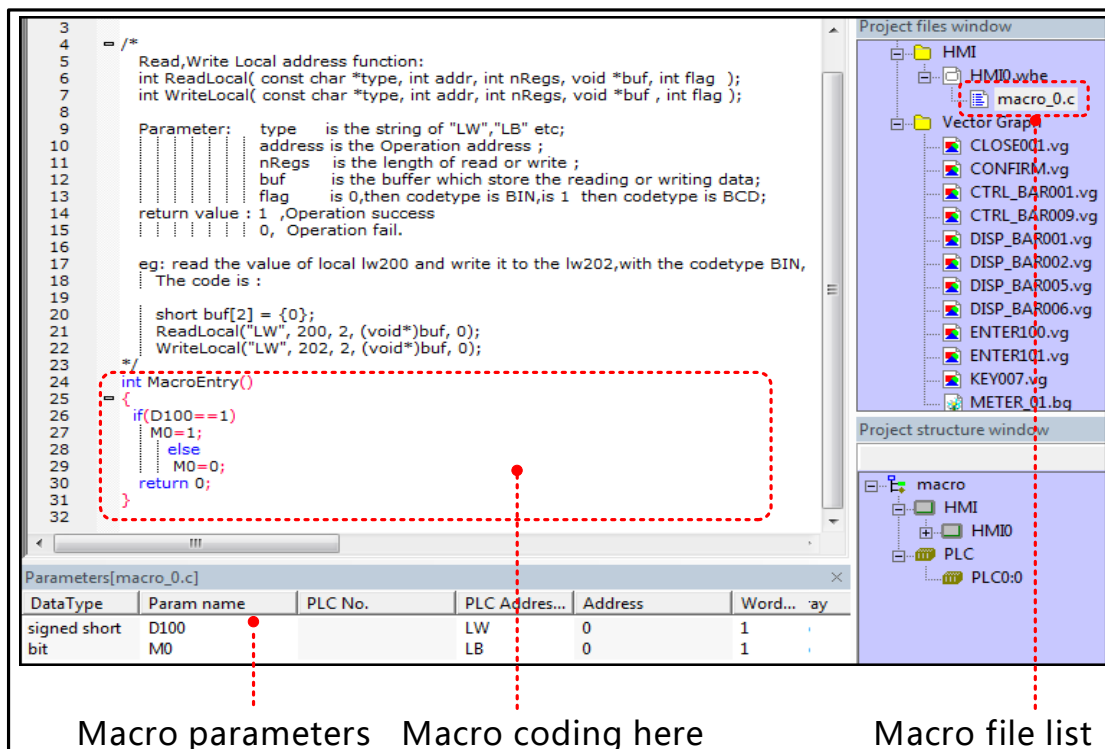 3
4 /*
5 Read,Write Local address function:
6 int ReadLocal( const char *type, int addr, int nRegs, void *buf, int flag );
7 int WriteLocal( const char *type, int addr, int nRegs, void *buf , int flag );
8
9 Parameter: type is the string of "LW","LB" etc;
10 address is the Operation address ;
11 nRegs is the length of read or write ;
12 buf is the buffer which store the reading or writing data;
13 flag is 0,then codetype is BIN,is 1 then codetype is BCD;
14 return value : 1 ,Operation success
15 0, Operation fail.
16
17 eg: read the value of local lw200 and write it to the lw202,with the codetype BIN,
18 The code is :
19
20 short buf[2] = {0};
21 ReadLocal("LW", 200, 2, (void*)buf, 0);
22 WriteLocal("LW", 202, 2, (void*)buf, 0);
23 */
24 int MacroEntry()
25 {
26 if(D100==1)
27 M0=1;
28 else
29 M0=0;
30 return 0;
31 }
32
Project files window
HMI
HMI0.whe
macro_0.c
Vector Graph
CLOSE001.vg
CONFIRM.vg
CTRL_BAR001.vg
CTRL_BAR009.vg
DISP_BAR001.vg
DISP_BAR002.vg
DISP_BAR005.vg
DISP_BAR006.vg
ENTER100.vg
ENTER101.vg
KEY007.vg
METER_01.bg
Project structure window
macro
HMI
HMI0
PLC
PLC0:0
Parameters[macro_0.c]
DataType Param name PLC No. PLC Addres... Address Word... ay
signed short D100 LW 0 1
bit M0 LB 0 1
Macro parameters Macro coding here Macro file list